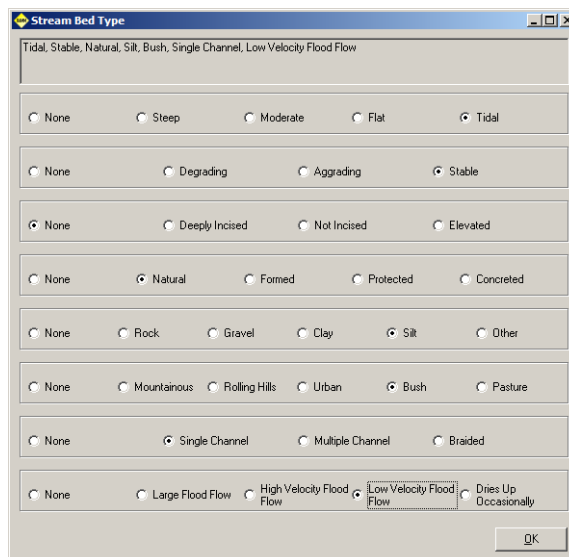 Stream Bed Type
Tidal, Stable, Natural, Silt, Bush, Single Channel, Low Velocity Flood Flow
None Steep Moderate Flat Tidal
None Degrading Aggrading Stable
None Deeply Incised Not Incised Elevated
None Natural Formed Protected Concreted
None Rock Gravel Clay Silt Other
None Mountainous Rolling Hills Urban Bush Pasture
None Single Channel Multiple Channel Braided
None Large Flood Flow High Velocity Flood Flow Low Velocity Flood Flow Dries Up Occasionally
OK